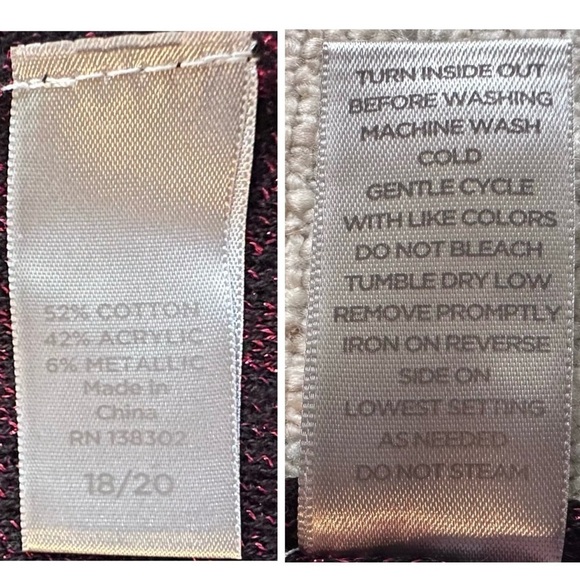 52% COTTON
42% ACRYLIC
6% METALLIC
Made in
China
RN 138302
18/20
TURN INSIDE OUT
BEFORE WASHING
MACHINE WASH
COLD
GENTLE CYCLE
WITH LIKE COLORS
DO NOT BLEACH
TUMBLE DRY LOW
REMOVE PROMPTLY
IRON ON REVERSE
SIDE ON
LOWEST SETTING
AS NEEDED
DO NOT STEAM